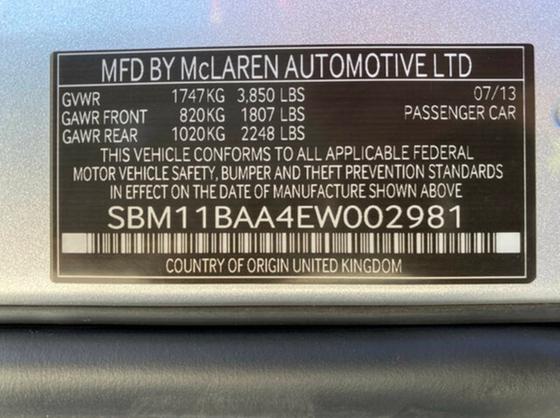 MFD BY McLAREN AUTOMOTIVE LTD
GVWR 1747KG 3,850 LBS 07/13
GAWR FRONT 820KG 1807 LBS PASSENGER CAR
GAWR REAR 1020KG 2248 LBS
THIS VEHICLE CONFORMS TO ALL APPLICABLE FEDERAL
MOTOR VEHICLE SAFETY, BUMPER AND THEFT PREVENTION STANDARDS
IN EFFECT ON THE DATE OF MANUFACTURE SHOWN ABOVE
SBM11BAA4EW002981
COUNTRY OF ORIGIN UNITED KINGDOM